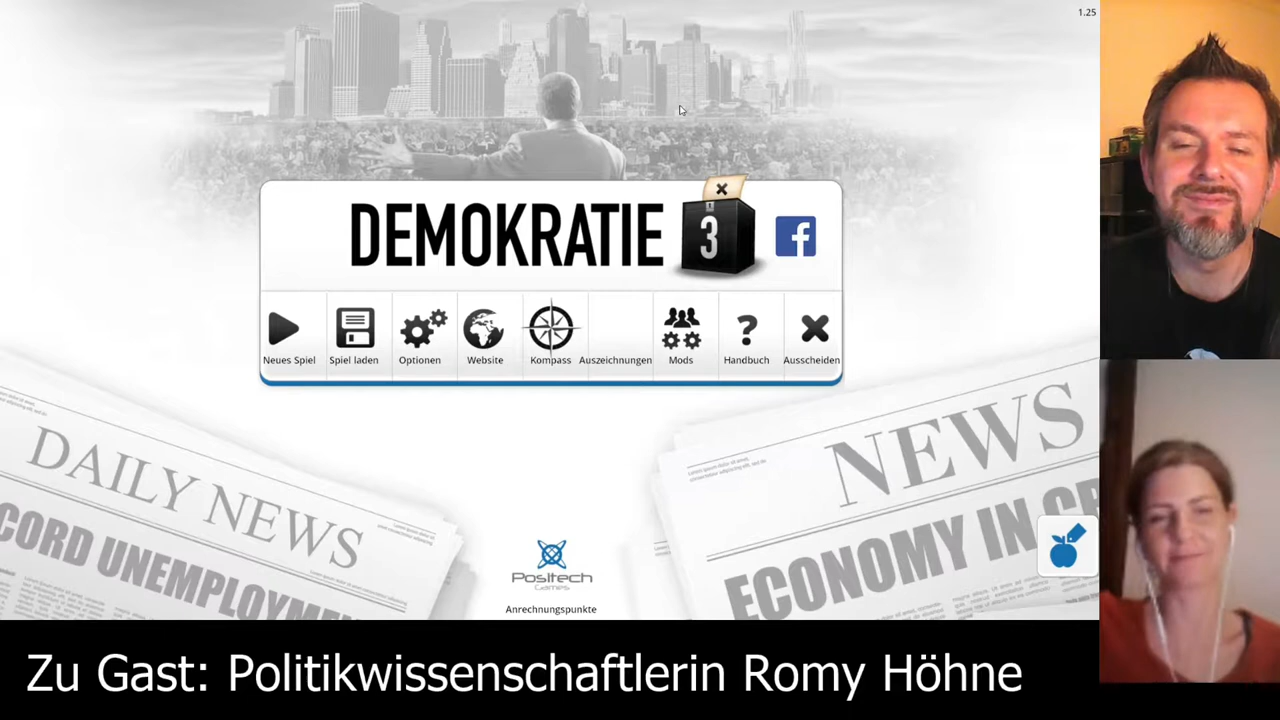 1.25
DEMOKRATIE 3
Neues Spiel
Spiel laden
Optionen
Website
Kompass
Auszeichnungen
Mods
Handbuch
Ausscheiden
DAILY NEWS
CORD UNEMPLOYME
NEWS
ECONOMY IN CR
Positech
Games
Anrechnungspunkte
Zu Gast: Politikwissenschaftlerin Romy Höhne